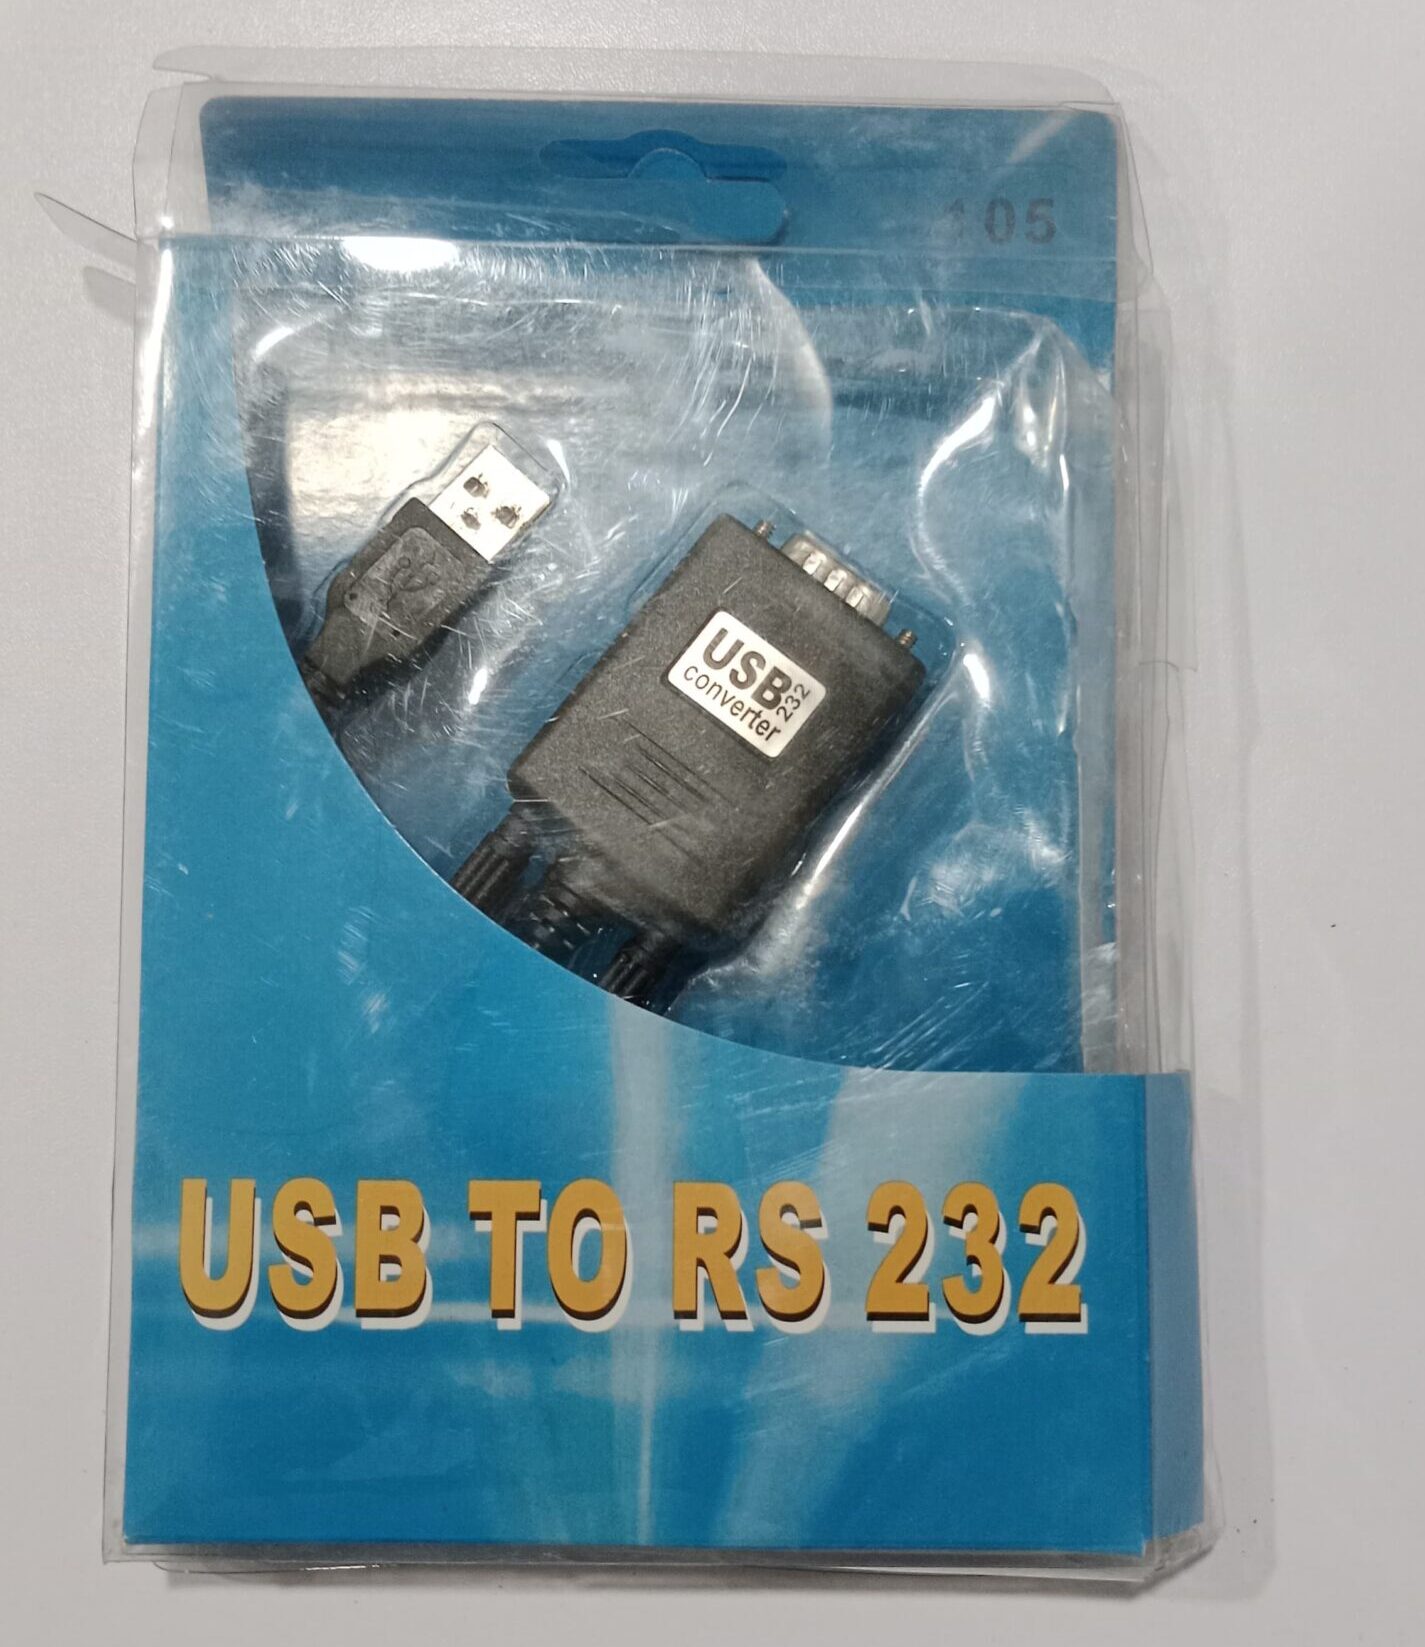 105
USB 232
converter
USB TO RS 232